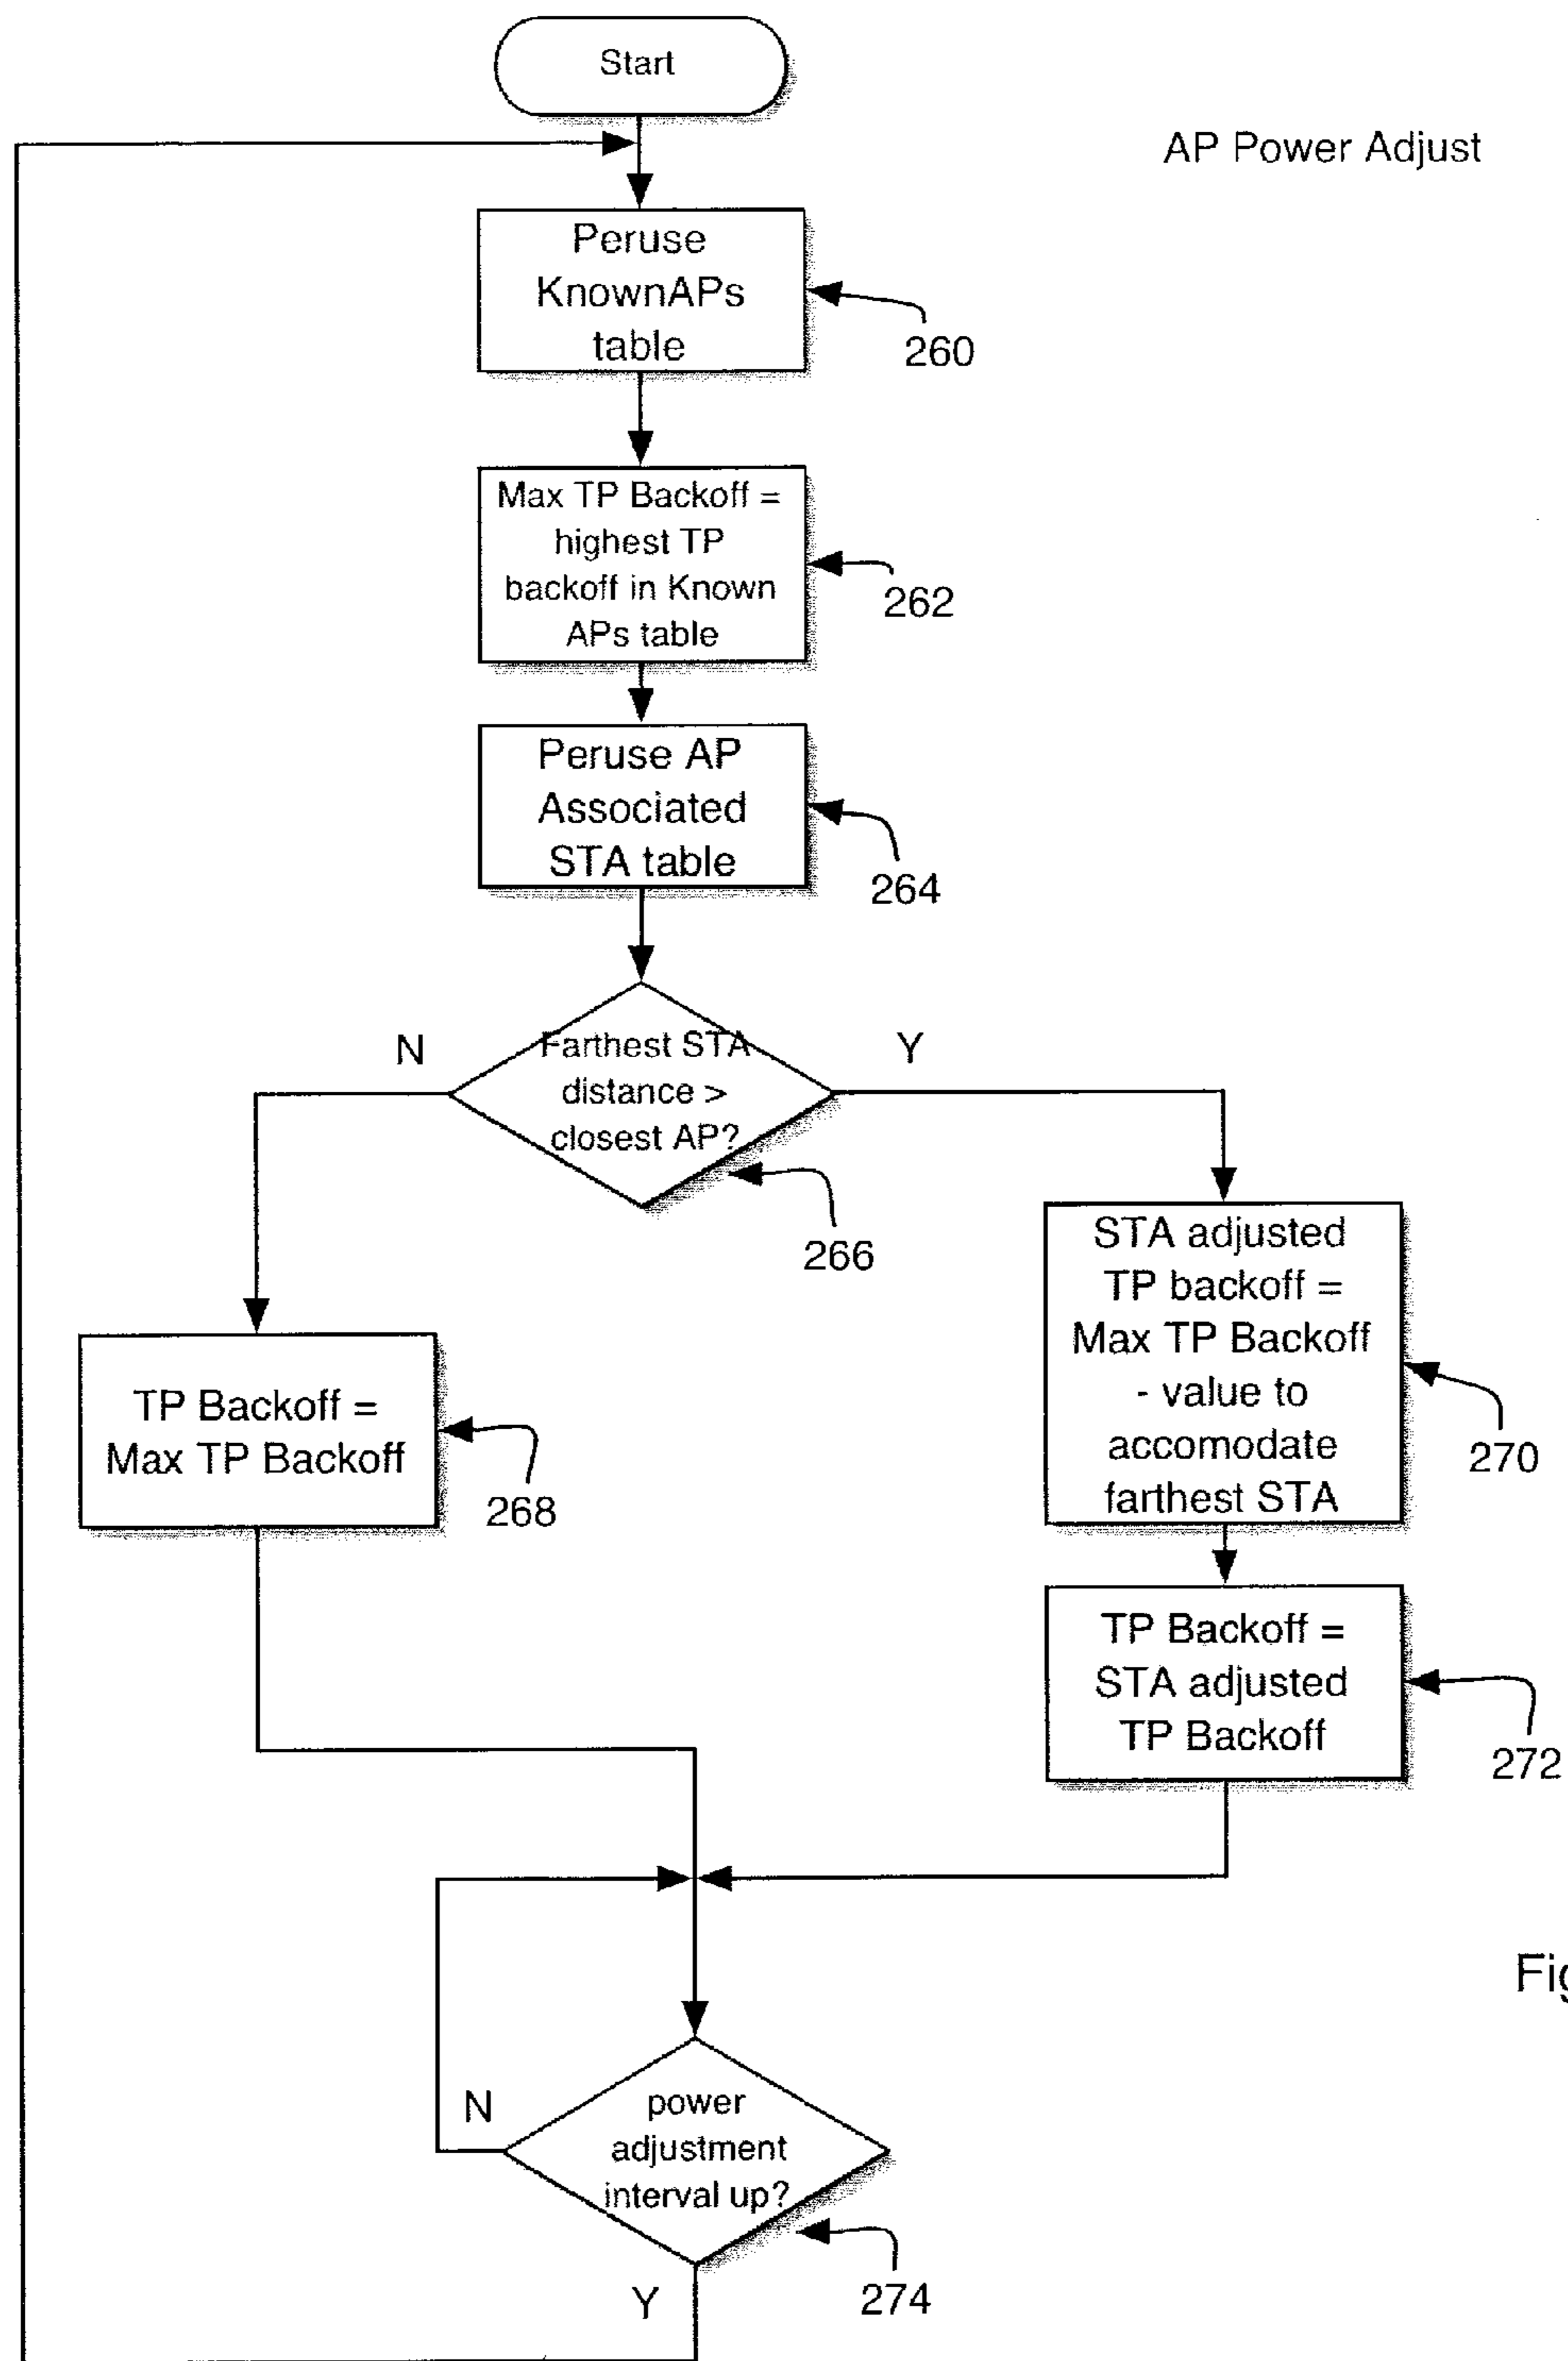 Start
AP Power Adjust
Peruse
KnownAPs
table
260
Max TP Backoff =
highest TP
backoff in Known
APs table
262
Peruse AP
Associated
STA table
264
N
Farthest STA
distance >
closest AP?
Y
266
STA adjusted
TP backoff =
Max TP Backoff
- value to
accomodate
farthest STA
270
TP Backoff =
Max TP Backoff
268
TP Backoff =
STA adjusted
TP Backoff
272
Fig
N
power
adjustment
interval up?
Y
274